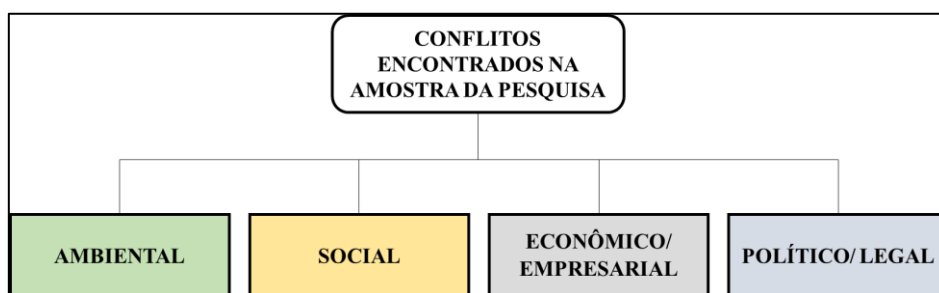 CONFLITOS
ENCONTRADOS NA
AMOSTRA DA PESQUISA
AMBIENTAL
SOCIAL
ECONÔMICO/
EMPRESARIAL
POLÍTICO/ LEGAL